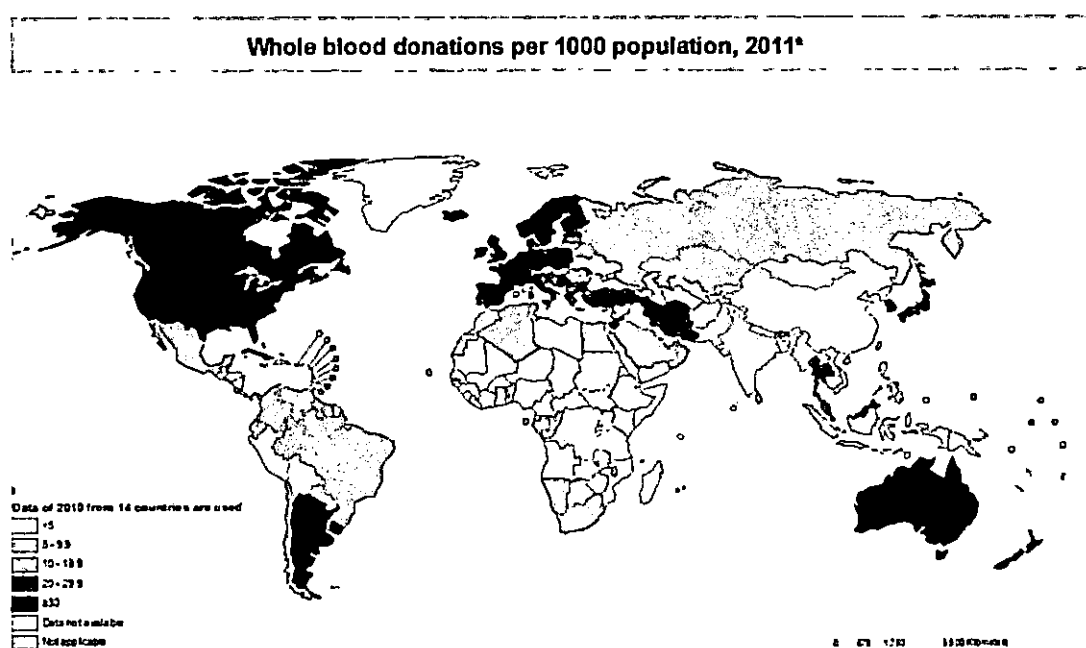 Whole blood donations per 1000 population, 2011ª
Data of 2010 from 14 countries are used
<5
5 - 9.9
10 - 19.9
20 - 29.9
≥30
Data not available
Not applicable